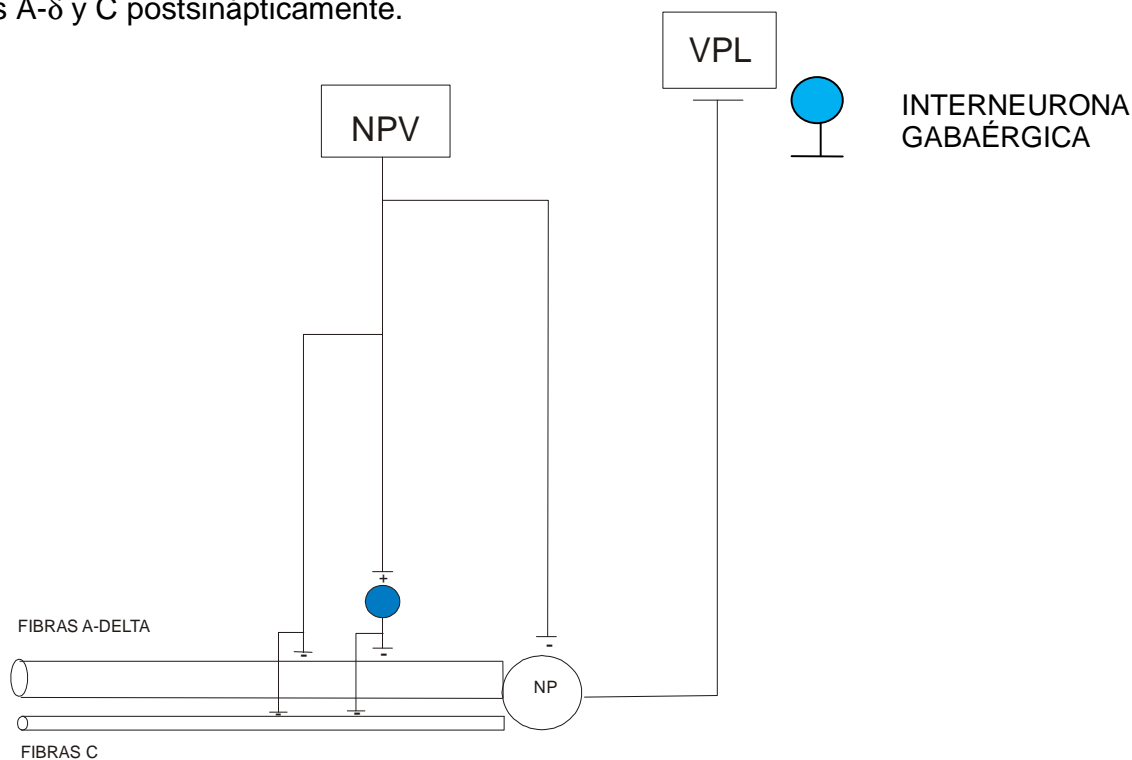 s A-δ y C postsinápticamente.
VPL
NPV
INTERNEURONA
GABAÉRGICA
+
FIBRAS A-DELTA
-
-
-
NP
-
-
FIBRAS C